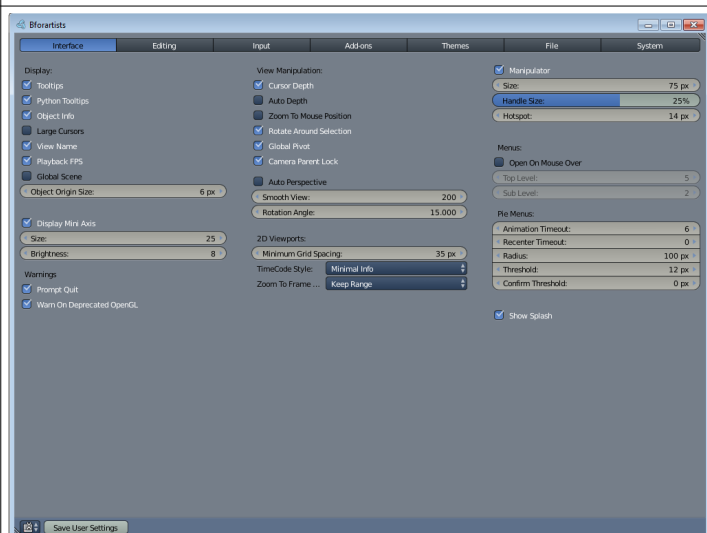 Bforartists
Interface Editing Input Add-ons Themes File System
Display:
Tooltips
Python Tooltips
Object Info
Large Cursors
View Name
Playback FPS
Global Scene
Object Origin Size: 6 px
Display Mini Axis
Size: 25
Brightness: 8
Warnings
Prompt Quit
Warn On Deprecated OpenGL
View Manipulation:
Cursor Depth
Auto Depth
Zoom To Mouse Position
Rotate Around Selection
Global Pivot
Camera Parent Lock
Auto Perspective
Smooth View: 200
Rotation Angle: 15.000
2D Viewports:
Minimum Grid Spacing: 35 px
TimeCode Style: Minimal Info
Zoom To Frame ... Keep Range
Manipulator
Size: 75 px
Handle Size: 25%
Hotspot: 14 px
Menus:
Open On Mouse Over
Top Level: 5
Sub Level: 2
Pie Menus:
Animation Timeout: 6
Recenter Timeout: 0
Radius: 100 px
Threshold: 12 px
Confirm Threshold: 0 px
Show Splash
Save User Settings